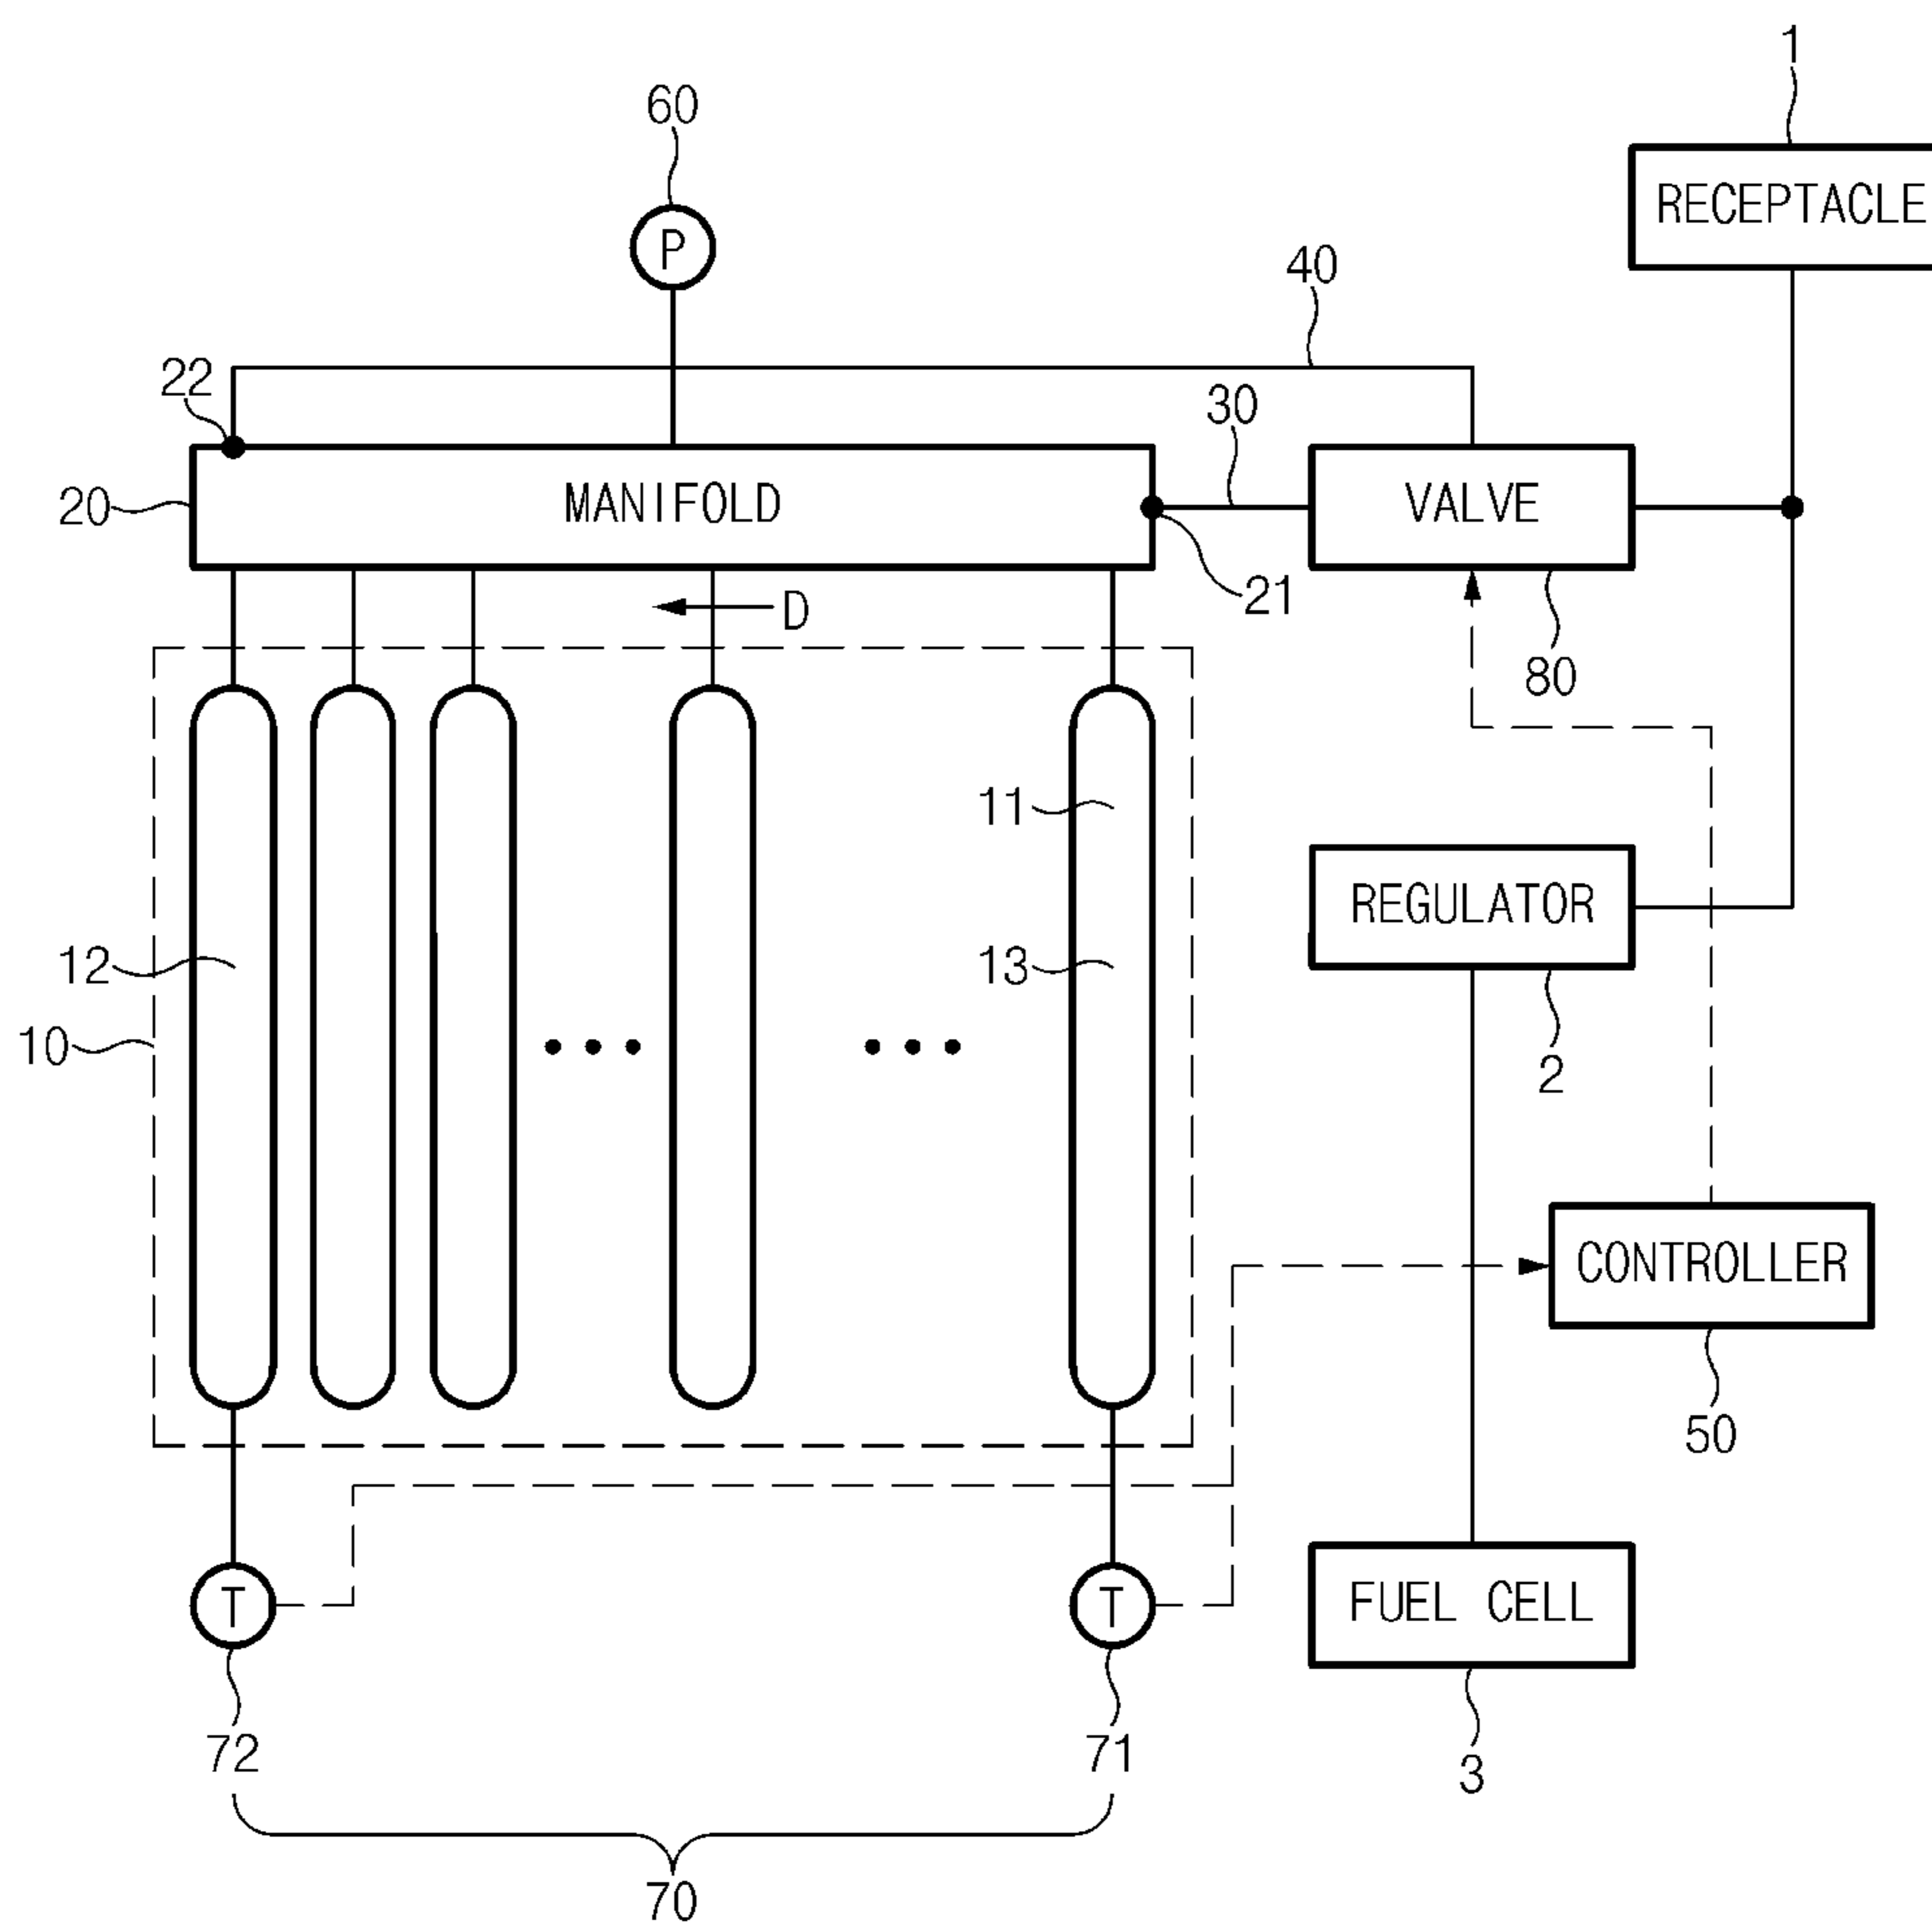 1
60
RECEPTACLE
P
40
22
30
20
MANIFOLD
VALVE
21
D
80
11
REGULATOR
12
13
10
2
CONTROLLER
50
T
T
FUEL CELL
72
71
3
70